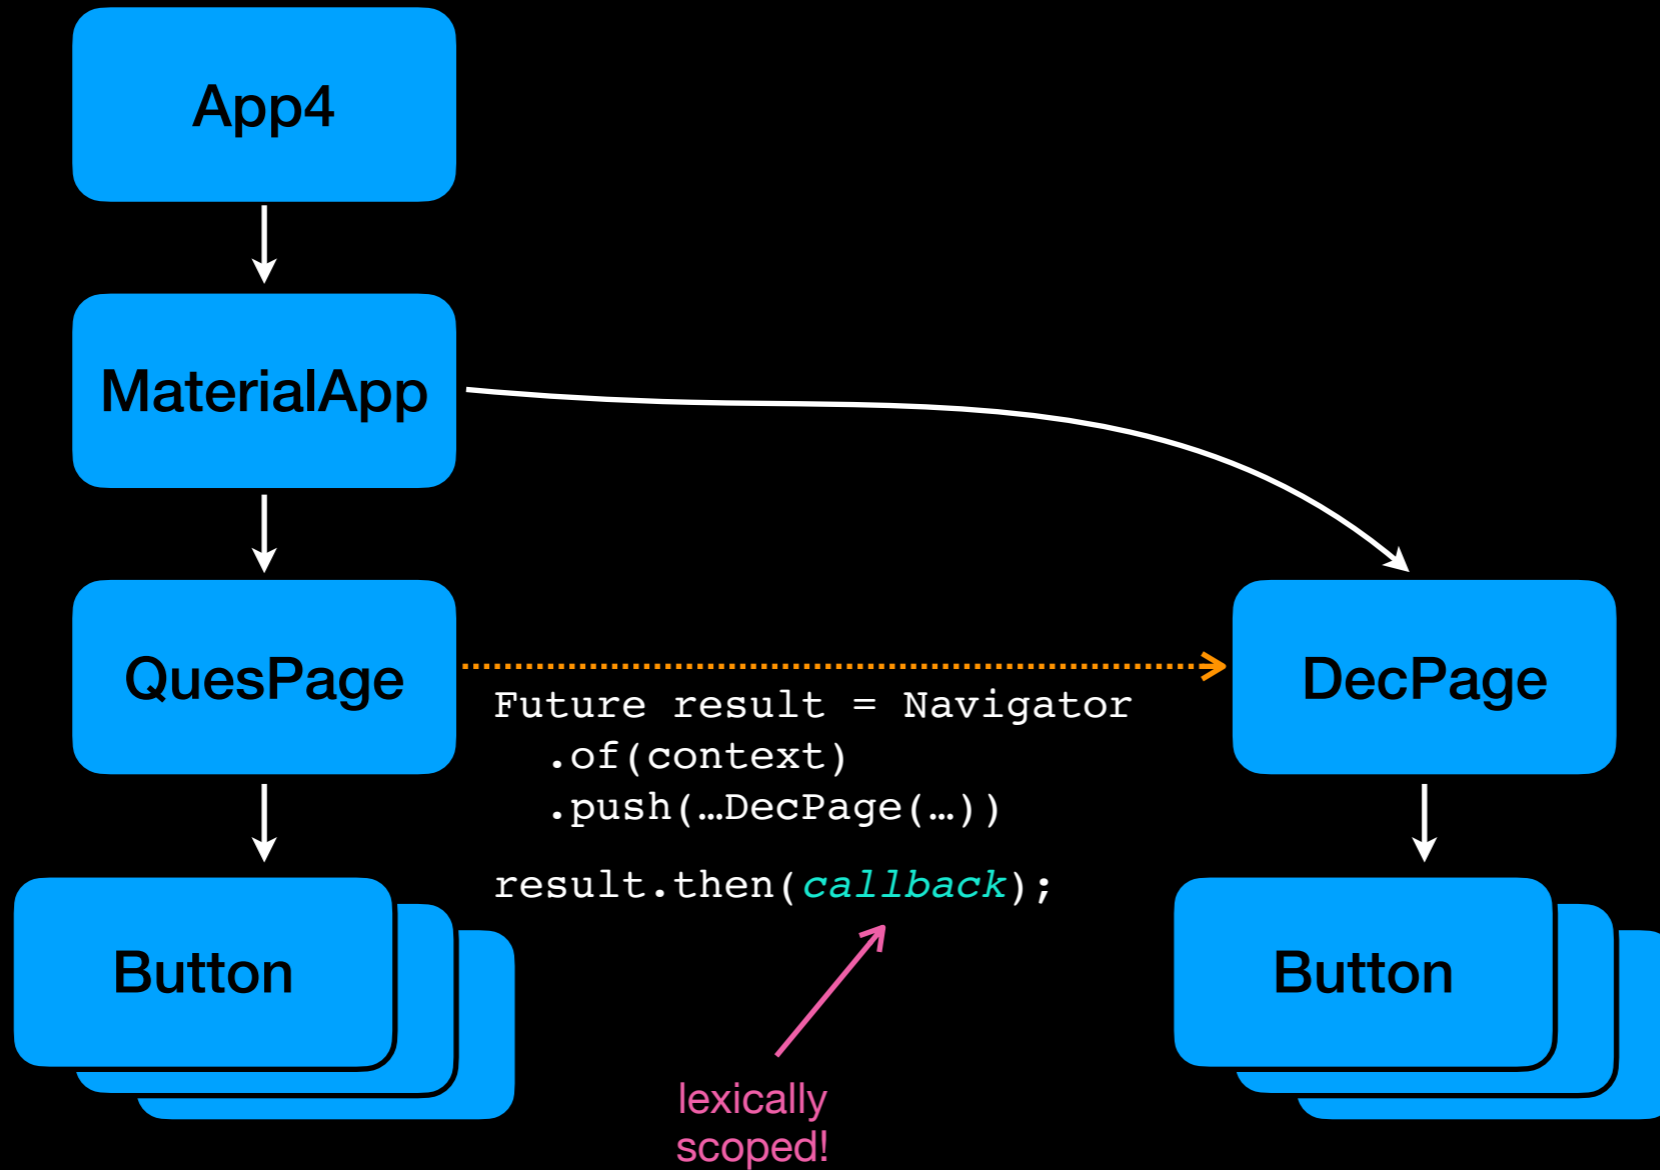 App4
MaterialApp
QuesPage
DecPage
Future result = Navigator
.of(context)
.push(…DecPage(…))
result.then(callback);
Button
Button
lexically
scoped!